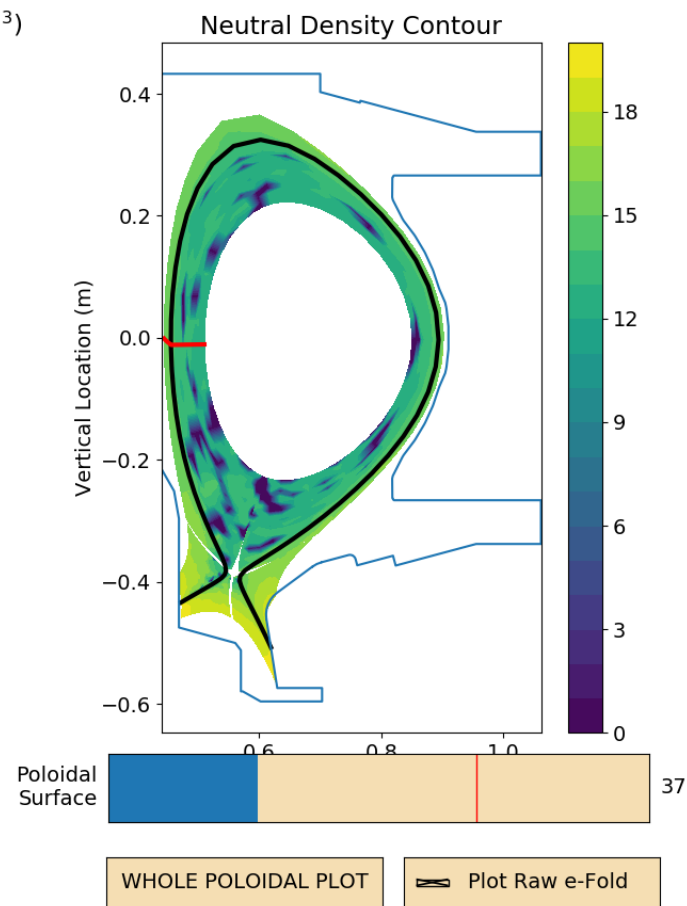 3)
Neutral Density Contour
0.4
0.2
0.0
−0.2
−0.4
−0.6
Vertical Location (m)
0.6 0.8 1.0
18
15
12
9
6
3
0
Poloidal
Surface
37
WHOLE POLOIDAL PLOT
Plot Raw e-Fold